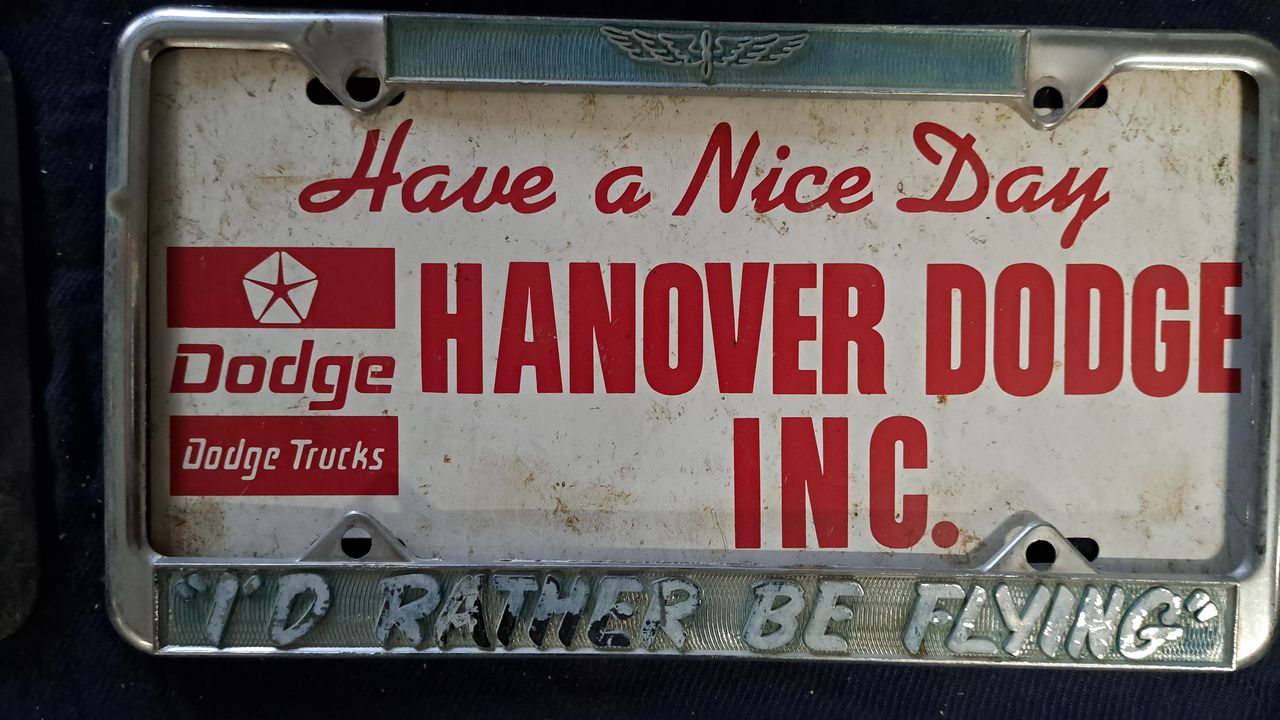 Have a Nice Day
HANOVER DODGE
INC.
Dodge
Dodge Trucks
"I'D RATHER BE FLYING"